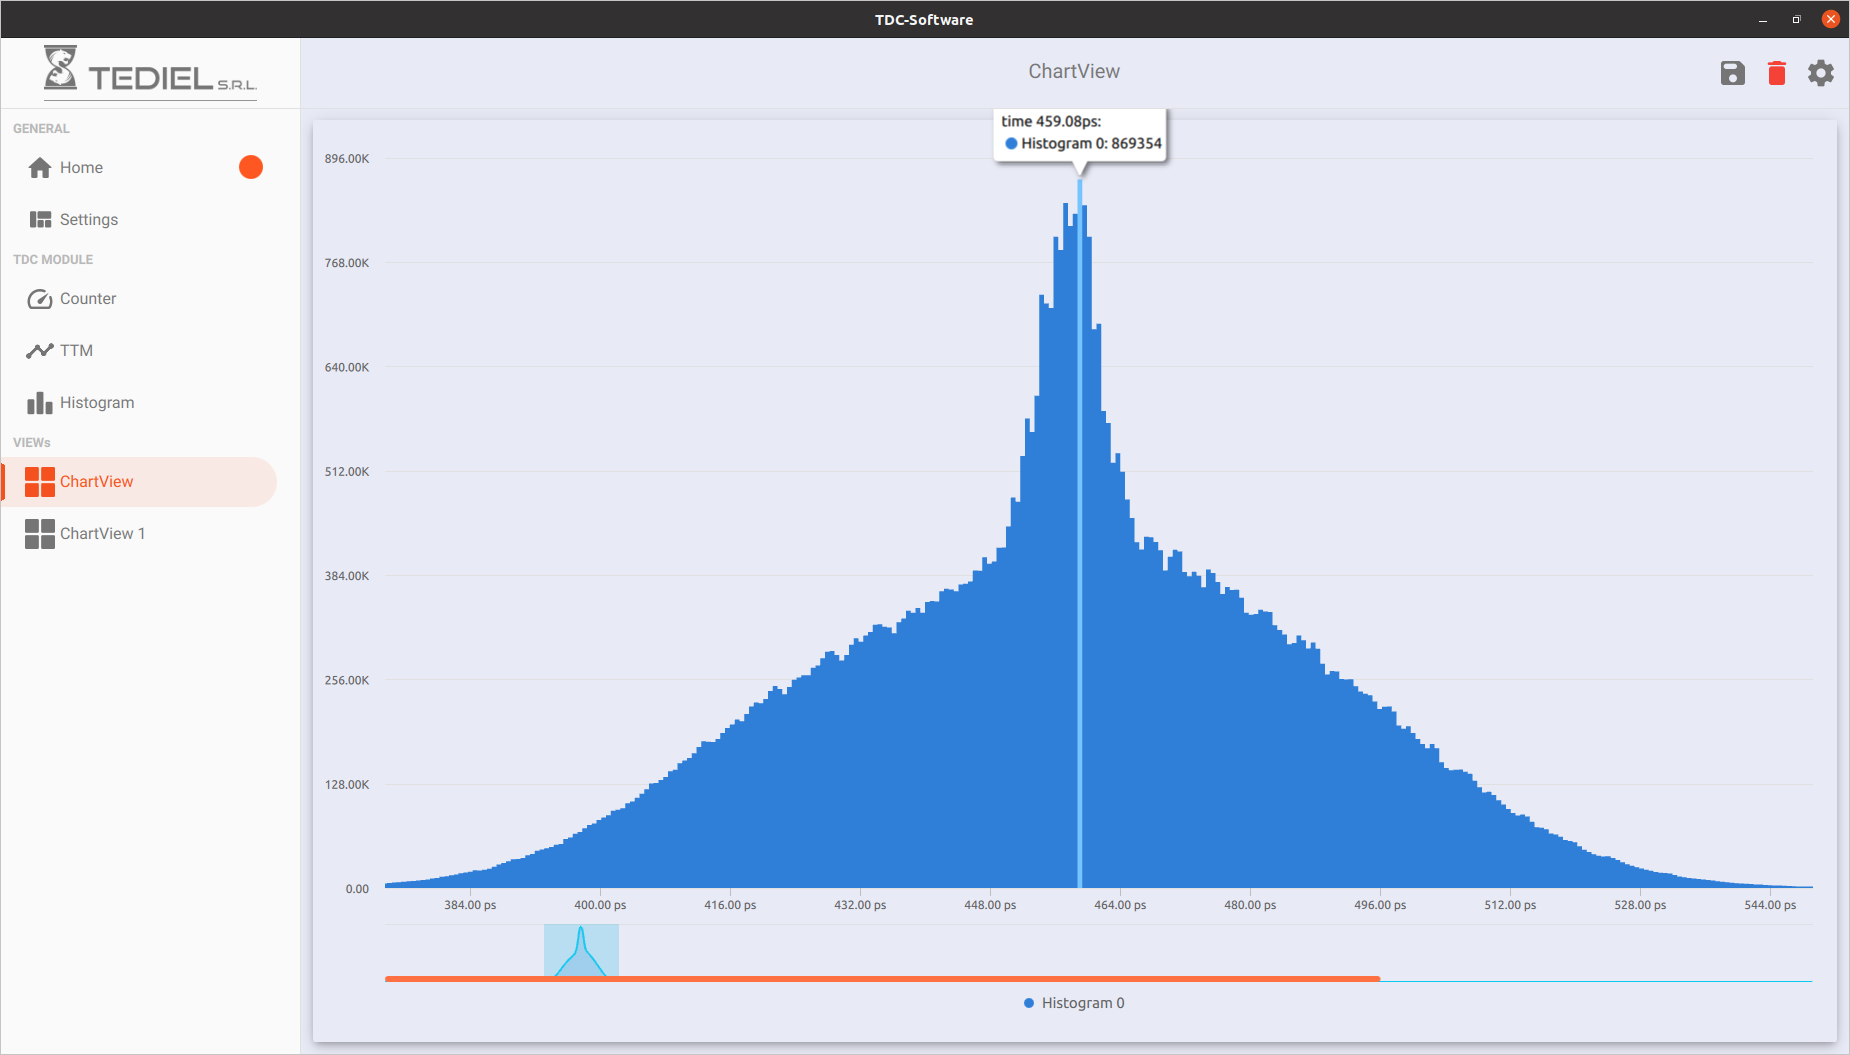 TDC-Software
TEDIEL S.R.L.
ChartView
GENERAL
Home
Settings
TDC MODULE
Counter
TTM
Histogram
VIEWs
ChartView
ChartView 1
time 459.08ps:
Histogram 0: 869354
896.00K
768.00K
640.00K
512.00K
384.00K
256.00K
128.00K
0.00
384.00 ps 400.00 ps 416.00 ps 432.00 ps 448.00 ps 464.00 ps 480.00 ps 496.00 ps 512.00 ps 528.00 ps 544.00 ps
Histogram 0